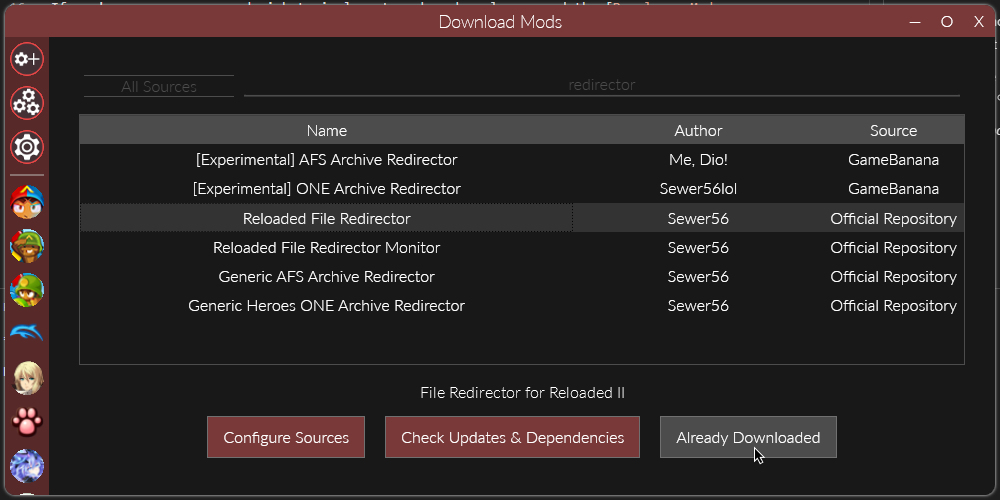 Download Mods
All Sources
redirector
Name Author Source
[Experimental] AFS Archive Redirector Me, Dio! GameBanana
[Experimental] ONE Archive Redirector Sewer56lol GameBanana
Reloaded File Redirector Sewer56 Official Repository
Reloaded File Redirector Monitor Sewer56 Official Repository
Generic AFS Archive Redirector Sewer56 Official Repository
Generic Heroes ONE Archive Redirector Sewer56 Official Repository
File Redirector for Reloaded II
Configure Sources Check Updates & Dependencies Already Downloaded